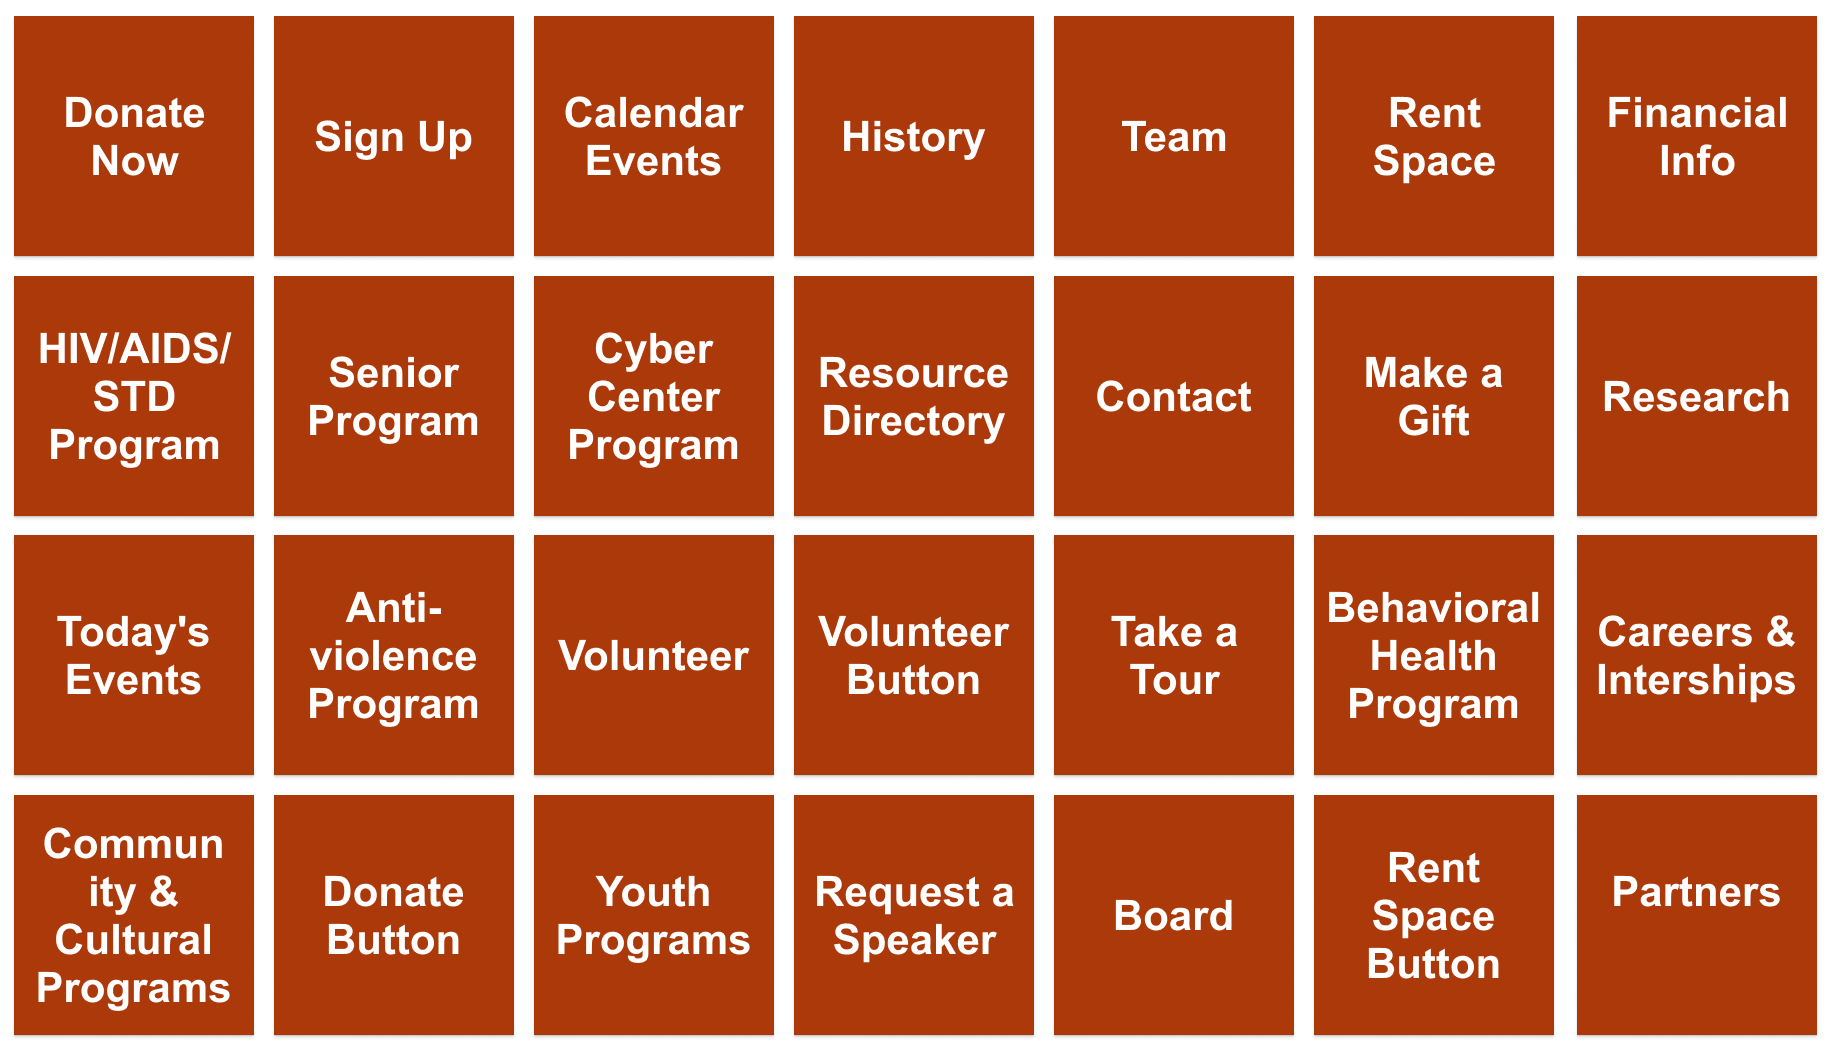 Donate
Now
Sign Up
Calendar
Events
History
Team
Rent
Space
Financial
Info
HIV/AIDS/
STD
Program
Senior
Program
Cyber
Center
Program
Resource
Directory
Contact
Make a
Gift
Research
Today's
Events
Anti-
violence
Program
Volunteer
Volunteer
Button
Take a
Tour
Behavioral
Health
Program
Careers &
Interships
Commun
ity &
Cultural
Programs
Donate
Button
Youth
Programs
Request a
Speaker
Board
Rent
Space
Button
Partners